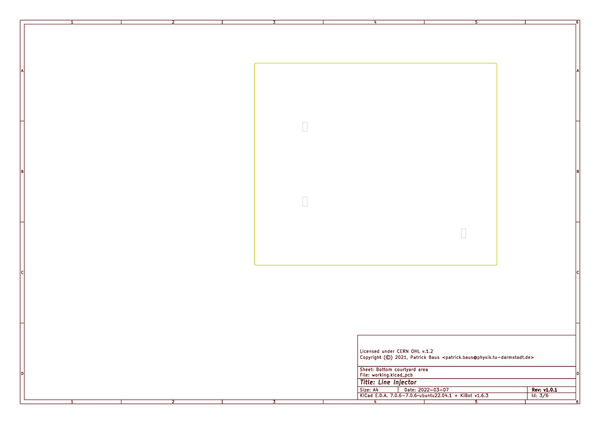 1 2 3 4 5 6
A A
B B
C C
D D
Licensed under CERN OHL v.1.2
Copyright (©) 2021, Patrick Baus <patrick.baus@physik.tu-darmstadt.de>
Sheet: Bottom courtyard area
File: working.kicad_pcb
Title: Line Injector
Size: A4 Date: 2022-03-07 Rev: v1.0.1
KiCad E.D.A. 7.0.6-7.0.6~ubuntu22.04.1 + KiBot v1.6.3 Id: 3/6
1 2 3 4 5 6